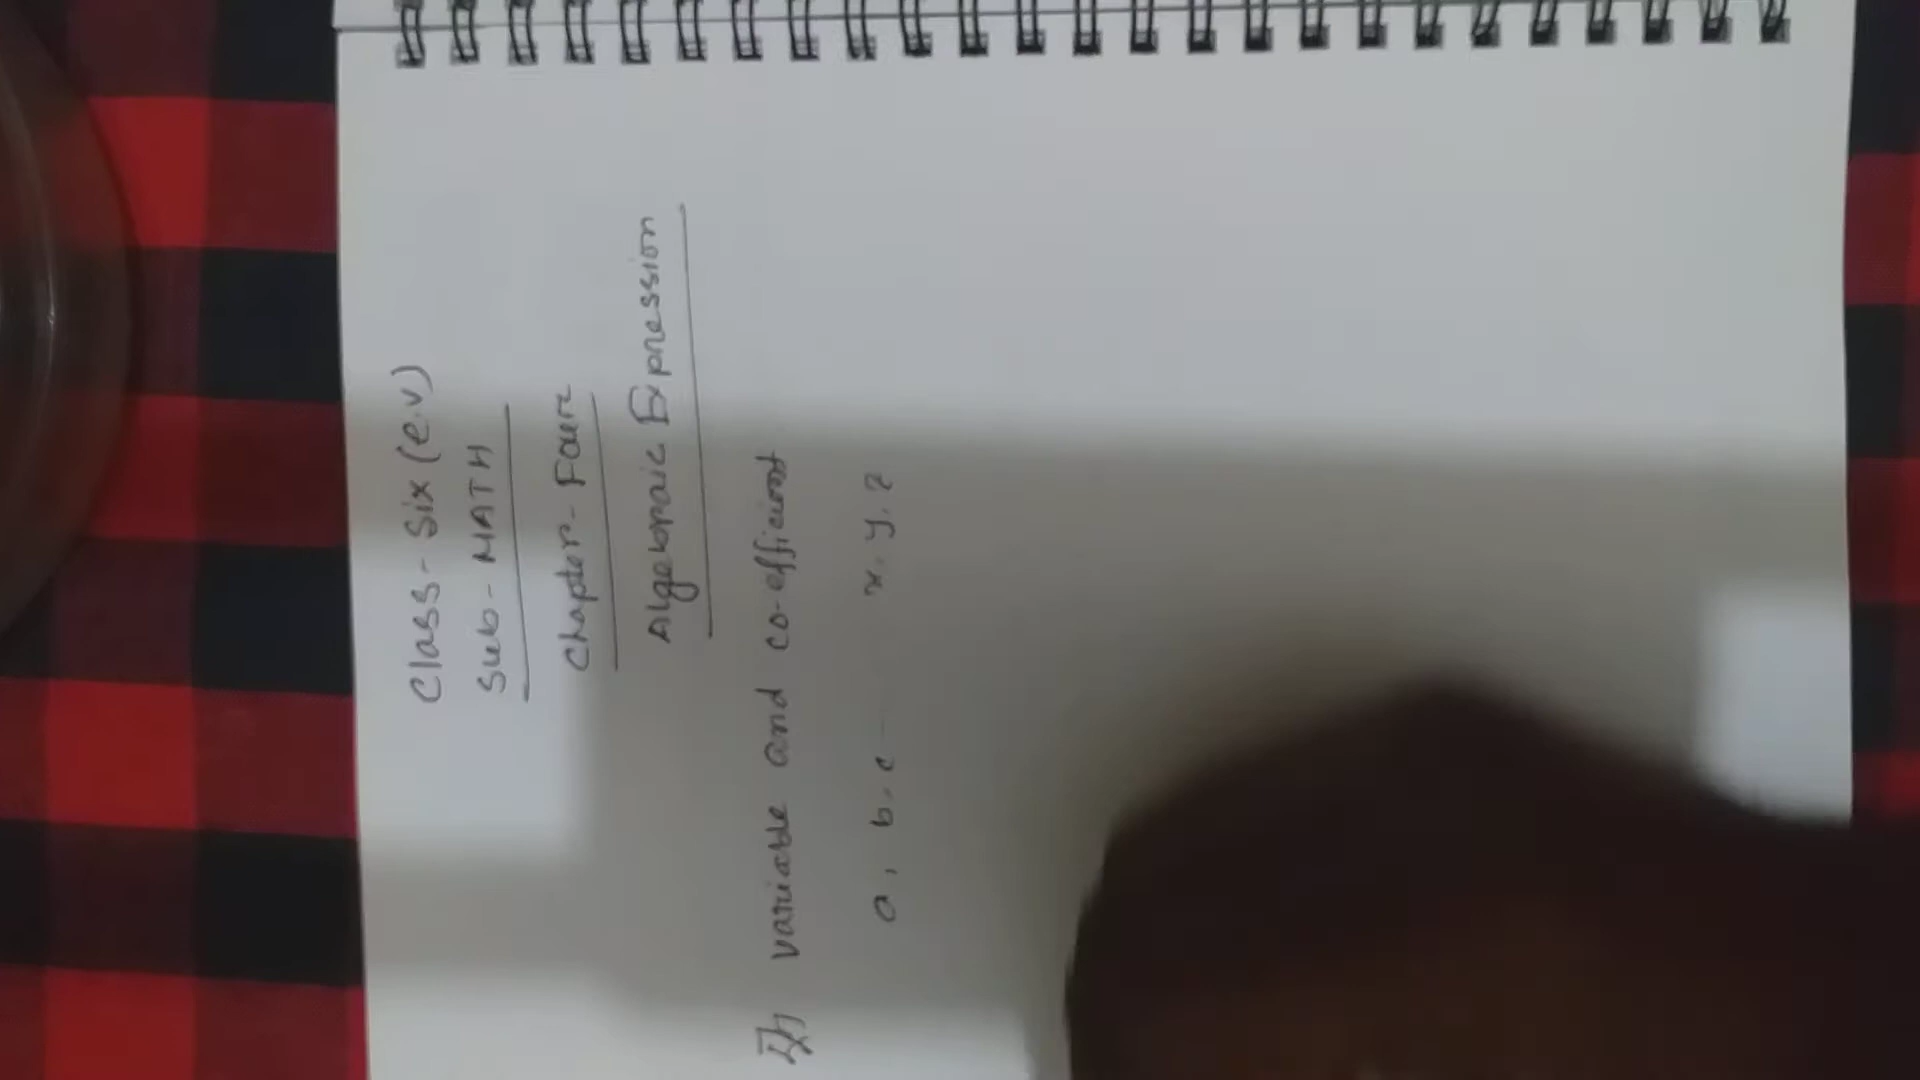 Class - Six (e.v)
Sub - MATH
Chapter - Four
Algebraic Expression
variable and co-efficient
a, b, c x, y, z